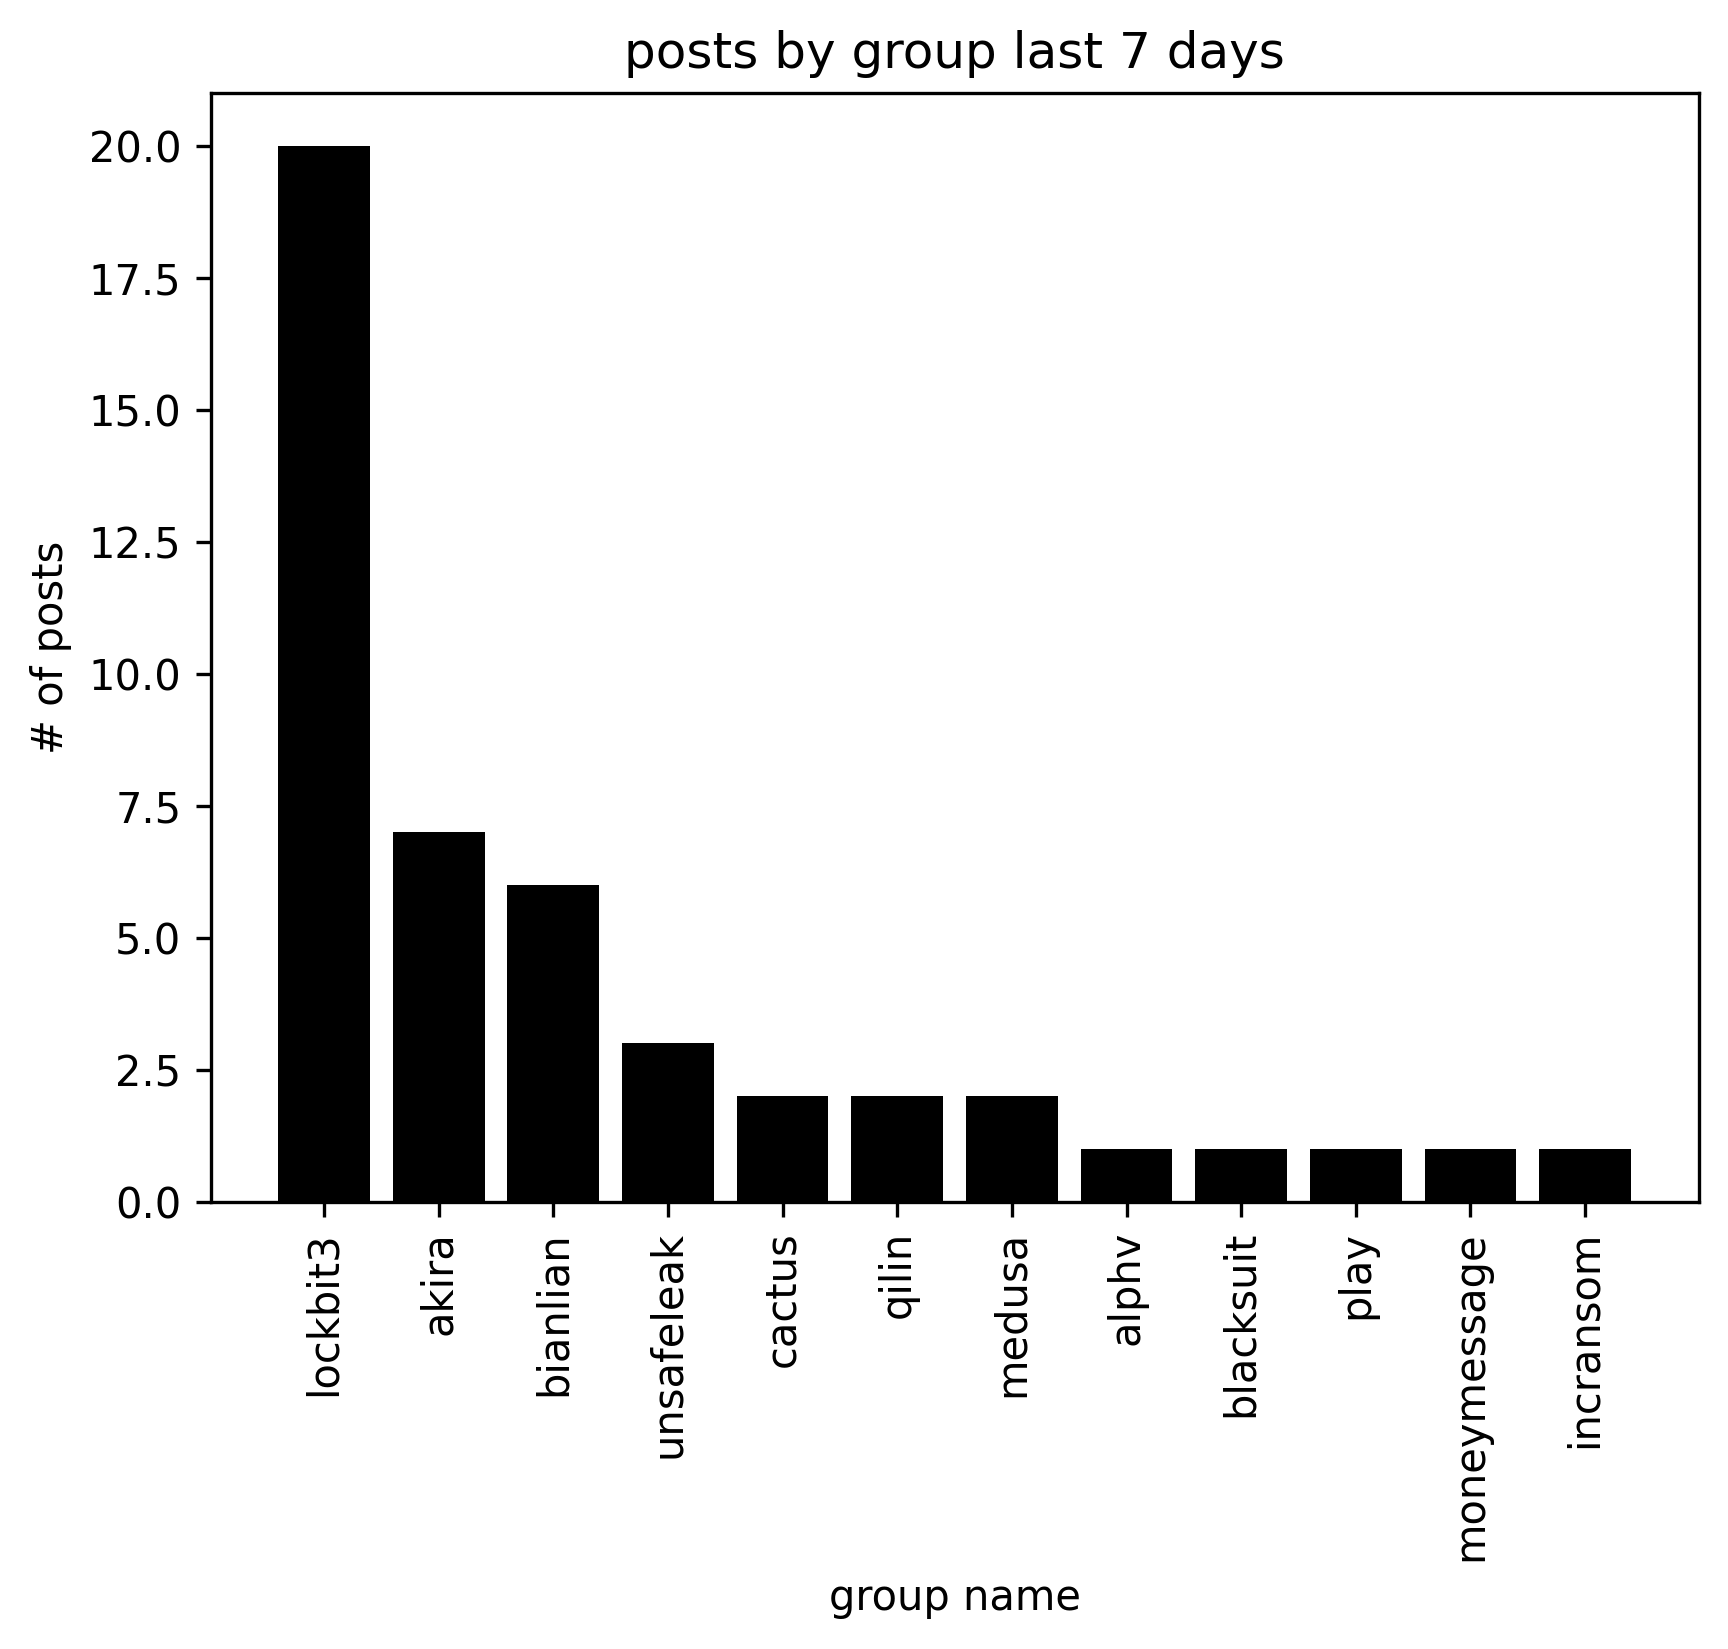 posts by group last 7 days
20.0
17.5
15.0
12.5
10.0
7.5
5.0
2.5
0.0
# of posts
lockbit3
akira
bianlian
unsafeleak
cactus
qilin
medusa
alphv
blacksuit
play
moneymessage
incransom
group name